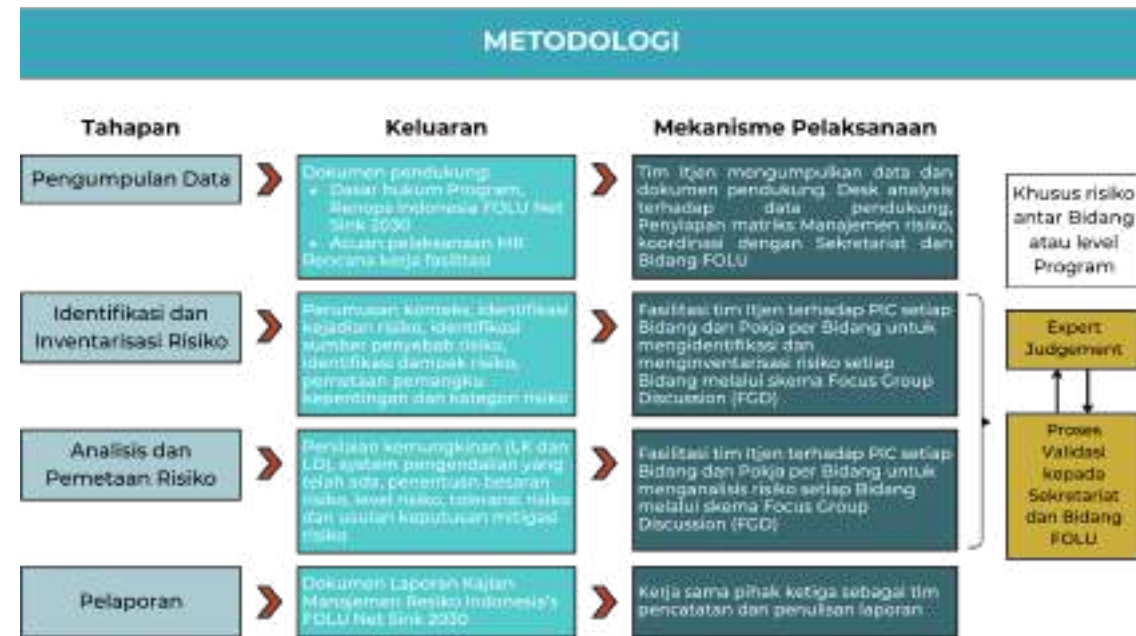 METODOLOGI
Tahapan
Keluaran
Mekanisme Pelaksanaan
Pengumpulan Data
Dokumen pendukung:
• Dasar hukum Program,
Renops Indonesia FOLU Net
Sink 2030
• Acuan pelaksanaan MR
Rencana kerja fasilitasi
Tim Itjen mengumpulkan data dan
dokumen pendukung. Desk analysis
terhadap data pendukung,
Penyiapan matriks Manajemen risiko,
koordinasi dengan Sekretariat dan
Bidang FOLU
Khusus risiko
antar Bidang
atau level
Program
Identifikasi dan
Inventarisasi Risiko
Perumusan konteks, identifikasi
kejadian risiko, identifikasi
sumber penyebab risiko,
identifikasi dampak risiko,
pemetaan pemangku
kepentingan dan kategori risiko
Fasilitasi tim Itjen terhadap PIC setiap
Bidang dan Pokja per Bidang untuk
mengidentifikasi dan
menginventarisasi risiko setiap
Bidang melalui skema Focus Group
Discussion (FGD)
Expert
Judgement
Analisis dan
Pemetaan Risiko
Penilaian kemungkinan (LK dan
LD), system pengendalian yang
telah ada, penentuan besaran
risiko, level risiko, toleransi risiko
dan usulan keputusan mitigasi
risiko
Fasilitasi tim Itjen terhadap PIC setiap
Bidang dan Pokja per Bidang untuk
menganalisis risiko setiap Bidang
melalui skema Focus Group
Discussion (FGD)
Proses
Validasi
kepada
Sekretariat
dan Bidang
FOLU
Pelaporan
Dokumen Laporan Kajian
Manajemen Resiko Indonesia's
FOLU Net Sink 2030
Kerja sama pihak ketiga sebagai tim
pencatatan dan penulisan laporan